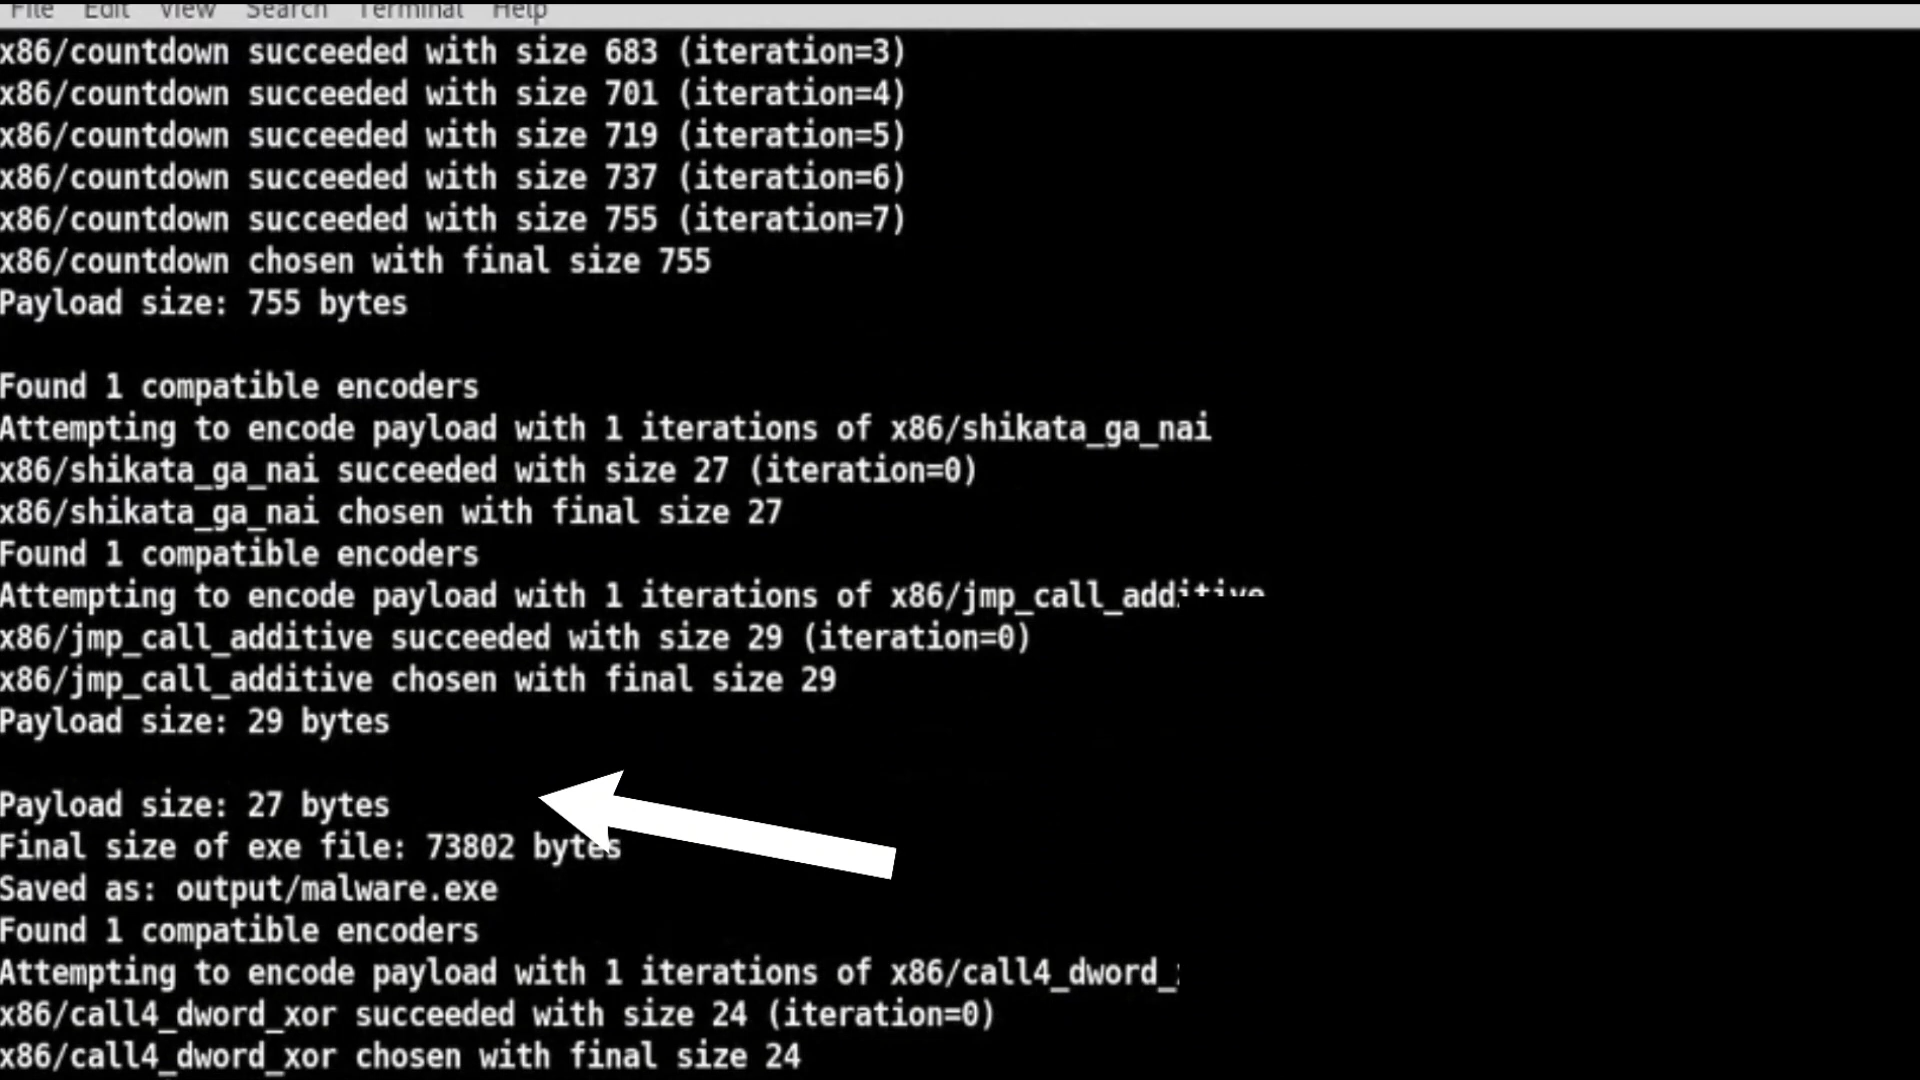 File Edit View Search Terminal Help
x86/countdown succeeded with size 683 (iteration=3)
x86/countdown succeeded with size 701 (iteration=4)
x86/countdown succeeded with size 719 (iteration=5)
x86/countdown succeeded with size 737 (iteration=6)
x86/countdown succeeded with size 755 (iteration=7)
x86/countdown chosen with final size 755
Payload size: 755 bytes
Found 1 compatible encoders
Attempting to encode payload with 1 iterations of x86/shikata_ga_nai
x86/shikata_ga_nai succeeded with size 27 (iteration=0)
x86/shikata_ga_nai chosen with final size 27
Found 1 compatible encoders
Attempting to encode payload with 1 iterations of x86/jmp_call_additive
x86/jmp_call_additive succeeded with size 29 (iteration=0)
x86/jmp_call_additive chosen with final size 29
Payload size: 29 bytes
Payload size: 27 bytes
Final size of exe file: 73802 bytes
Saved as: output/malware.exe
Found 1 compatible encoders
Attempting to encode payload with 1 iterations of x86/call4_dword_
x86/call4_dword_xor succeeded with size 24 (iteration=0)
x86/call4_dword_xor chosen with final size 24